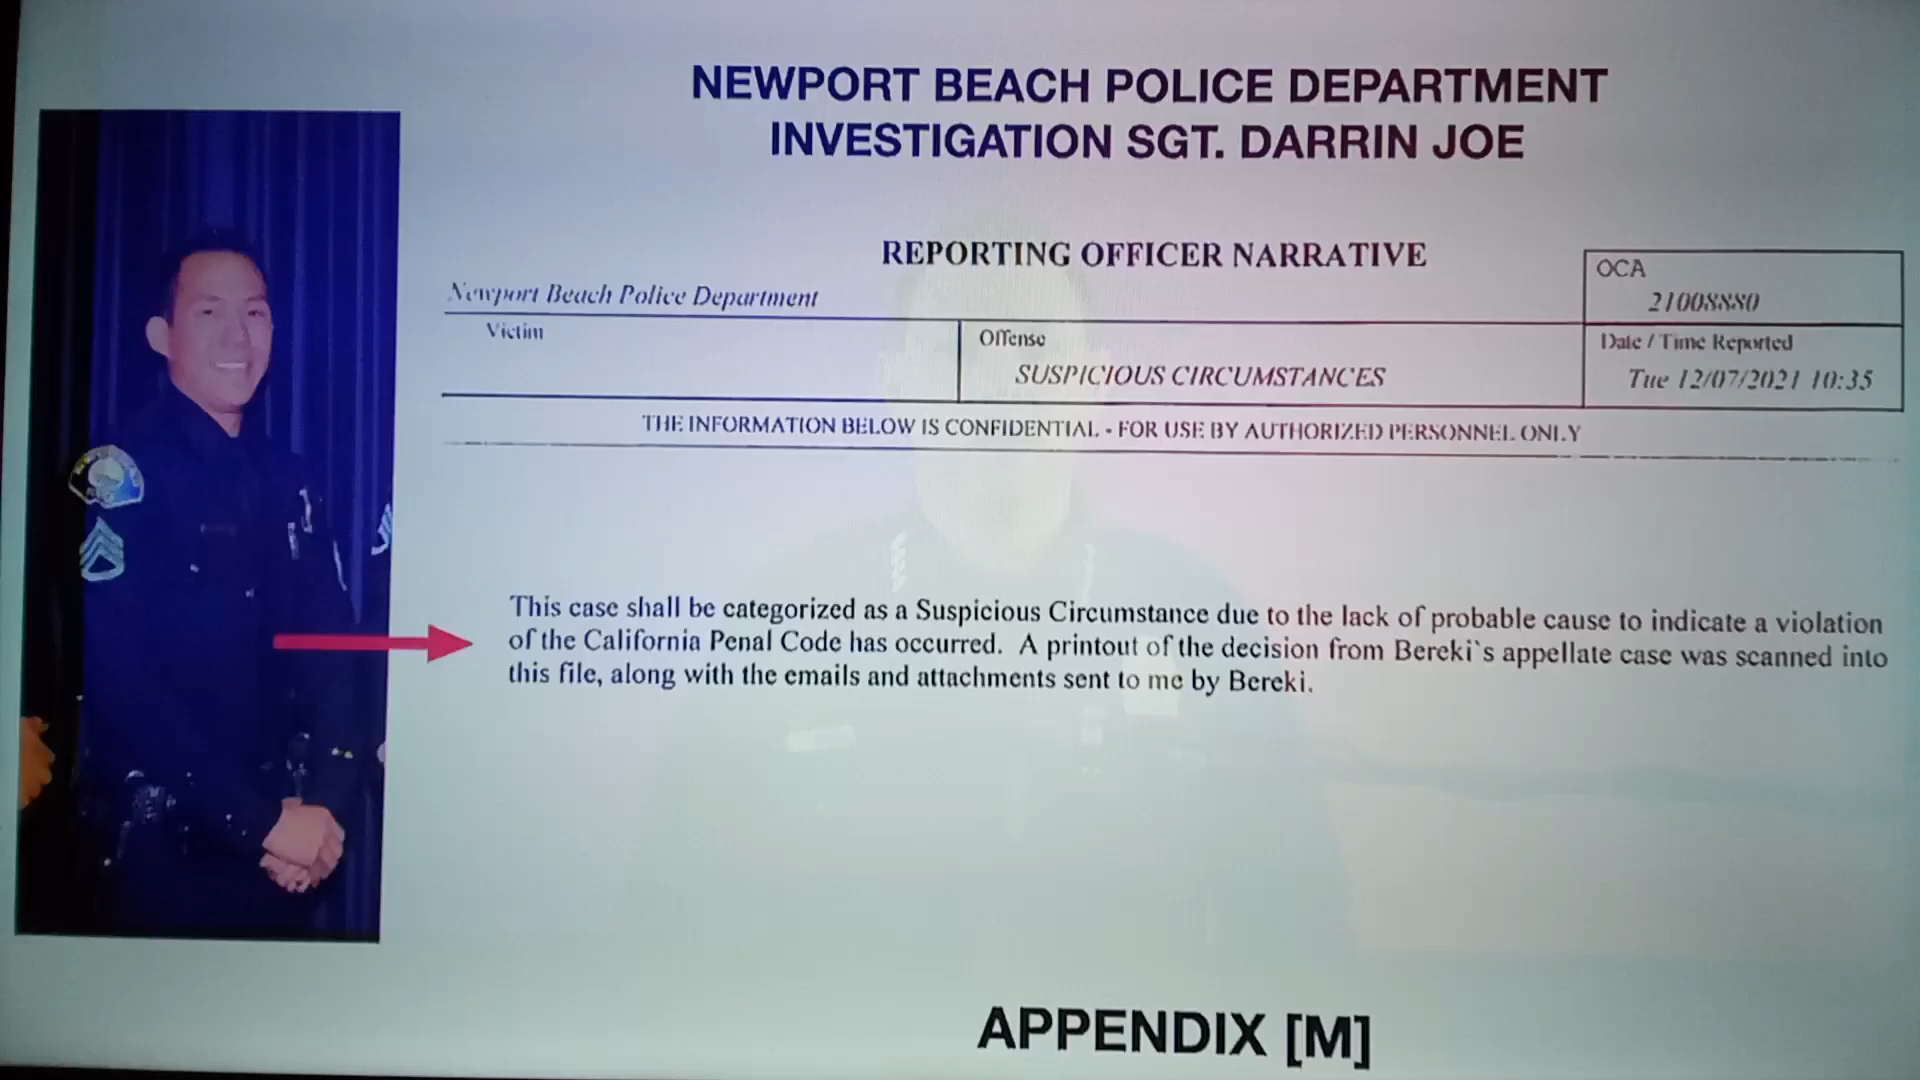 NEWPORT BEACH POLICE DEPARTMENT
INVESTIGATION SGT. DARRIN JOE
REPORTING OFFICER NARRATIVE
Newport Beach Police Department
OCA
21008880
Victim
Offense
SUSPICIOUS CIRCUMSTANCES
Date / Time Reported
Tue 12/07/2021 10:35
THE INFORMATION BELOW IS CONFIDENTIAL - FOR USE BY AUTHORIZED PERSONNEL ONLY
This case shall be categorized as a Suspicious Circumstance due to the lack of probable cause to indicate a violation
of the California Penal Code has occurred. A printout of the decision from Bereki`s appellate case was scanned into
this file, along with the emails and attachments sent to me by Bereki.
APPENDIX [M]